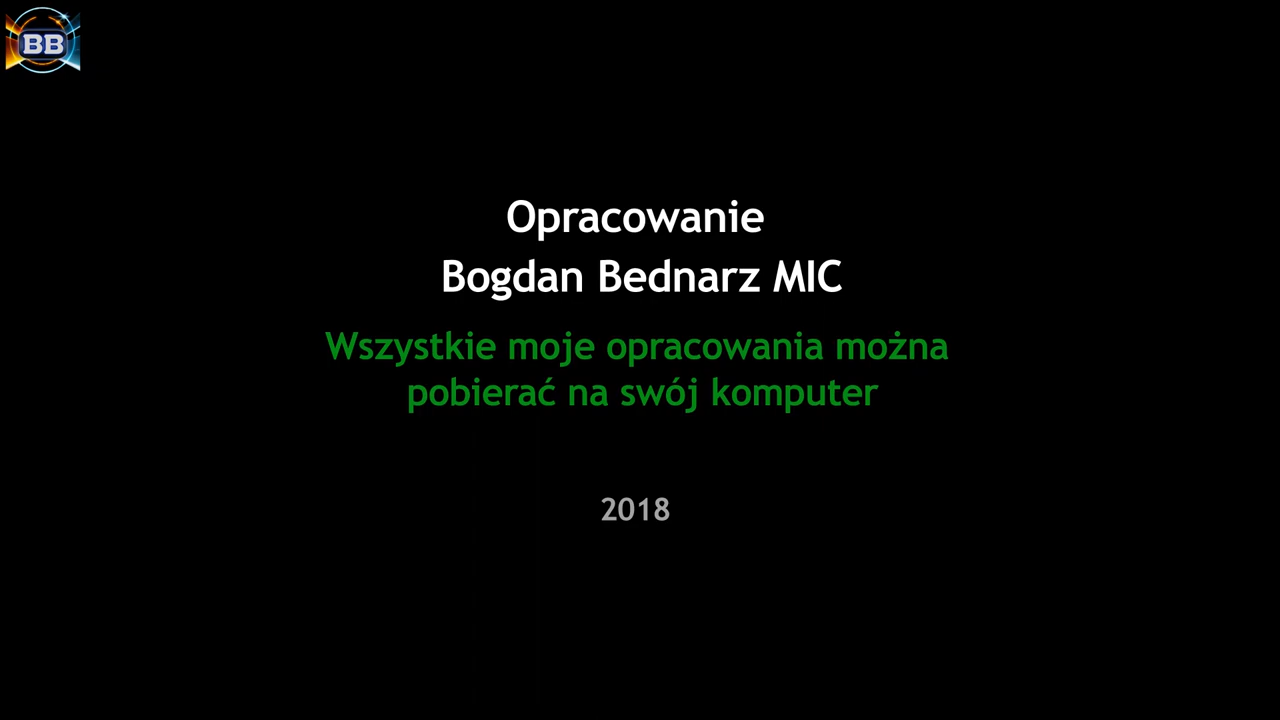 BB
Opracowanie
Bogdan Bednarz MIC
Wszystkie moje opracowania można
pobierać na swój komputer
2018